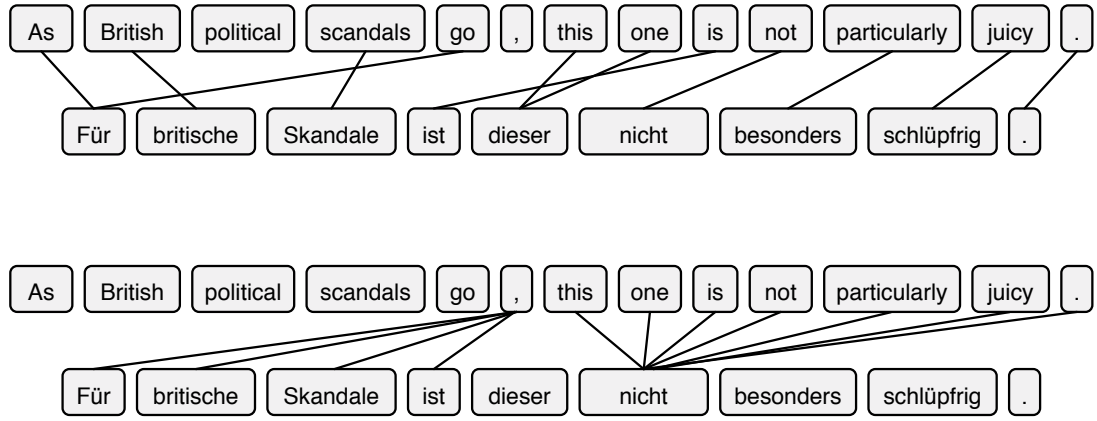 As British political scandals go , this one is not particularly juicy .
Für britische Skandale ist dieser nicht besonders schlüpfrig .
As British political scandals go , this one is not particularly juicy .
Für britische Skandale ist dieser nicht besonders schlüpfrig .